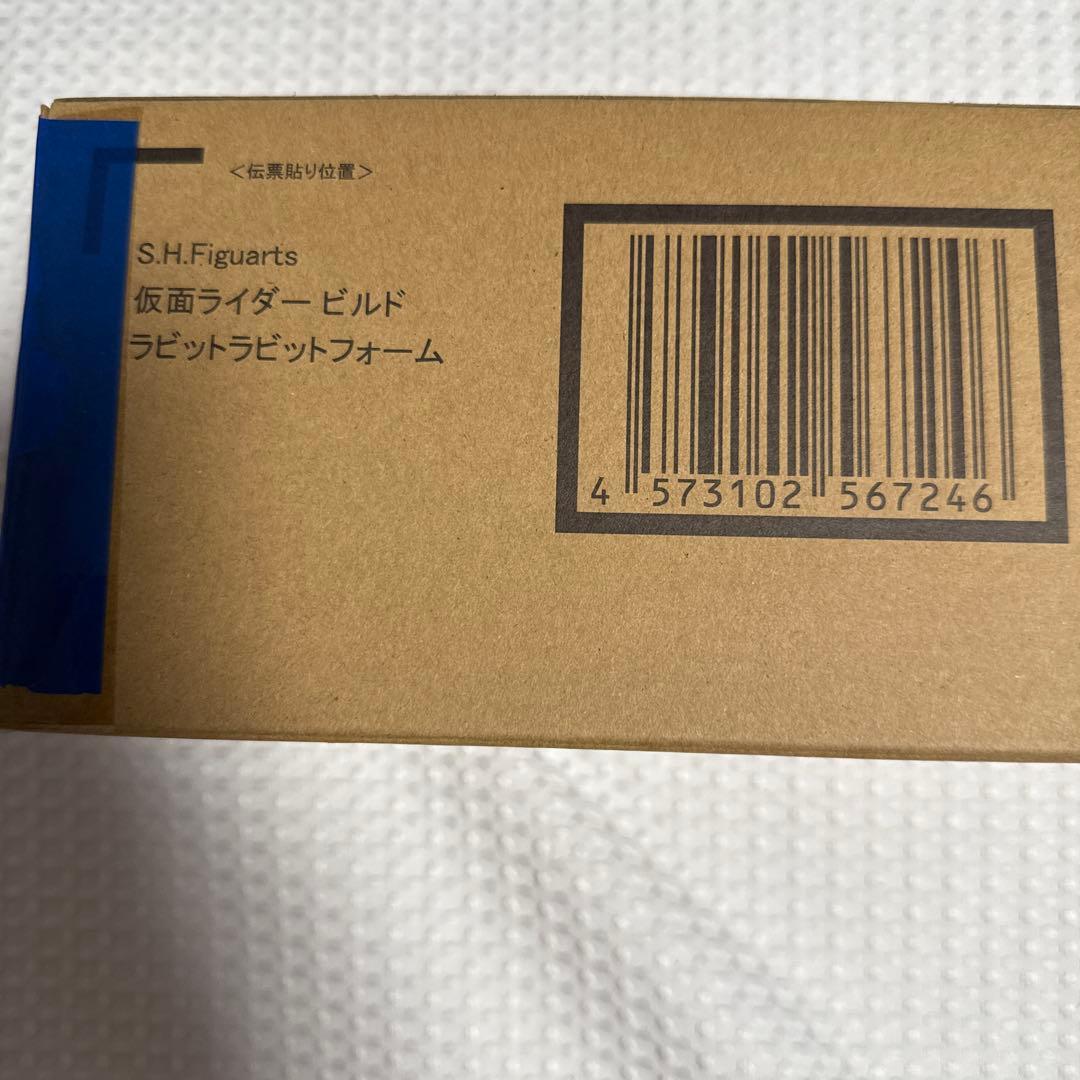 <伝票貼り位置>
S.H.Figuarts
仮面ライダー ビルド
ラビットラビットフォーム
4 573102 567246